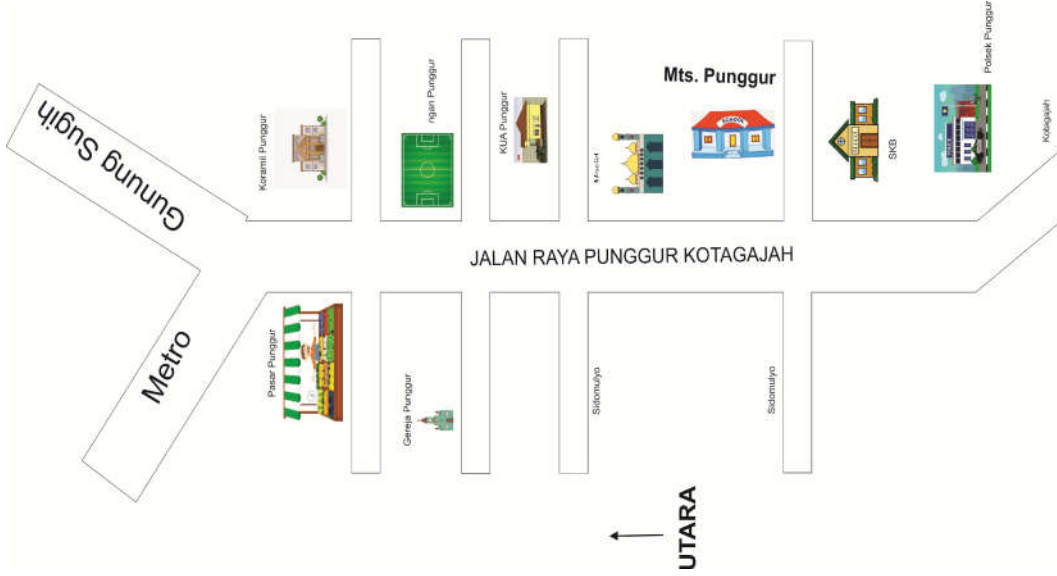 Gunung Sugih
Koramil Punggur
ngan Punggur
KUA Punggur
Mts. Punggur
SCHOOL
SKB
Polsek Punggur
Kotagajah
JALAN RAYA PUNGGUR KOTAGAJAH
Metro
Pasar Punggur
Gereja Punggur
Sidomulyo
Sidomulyo
UTARA